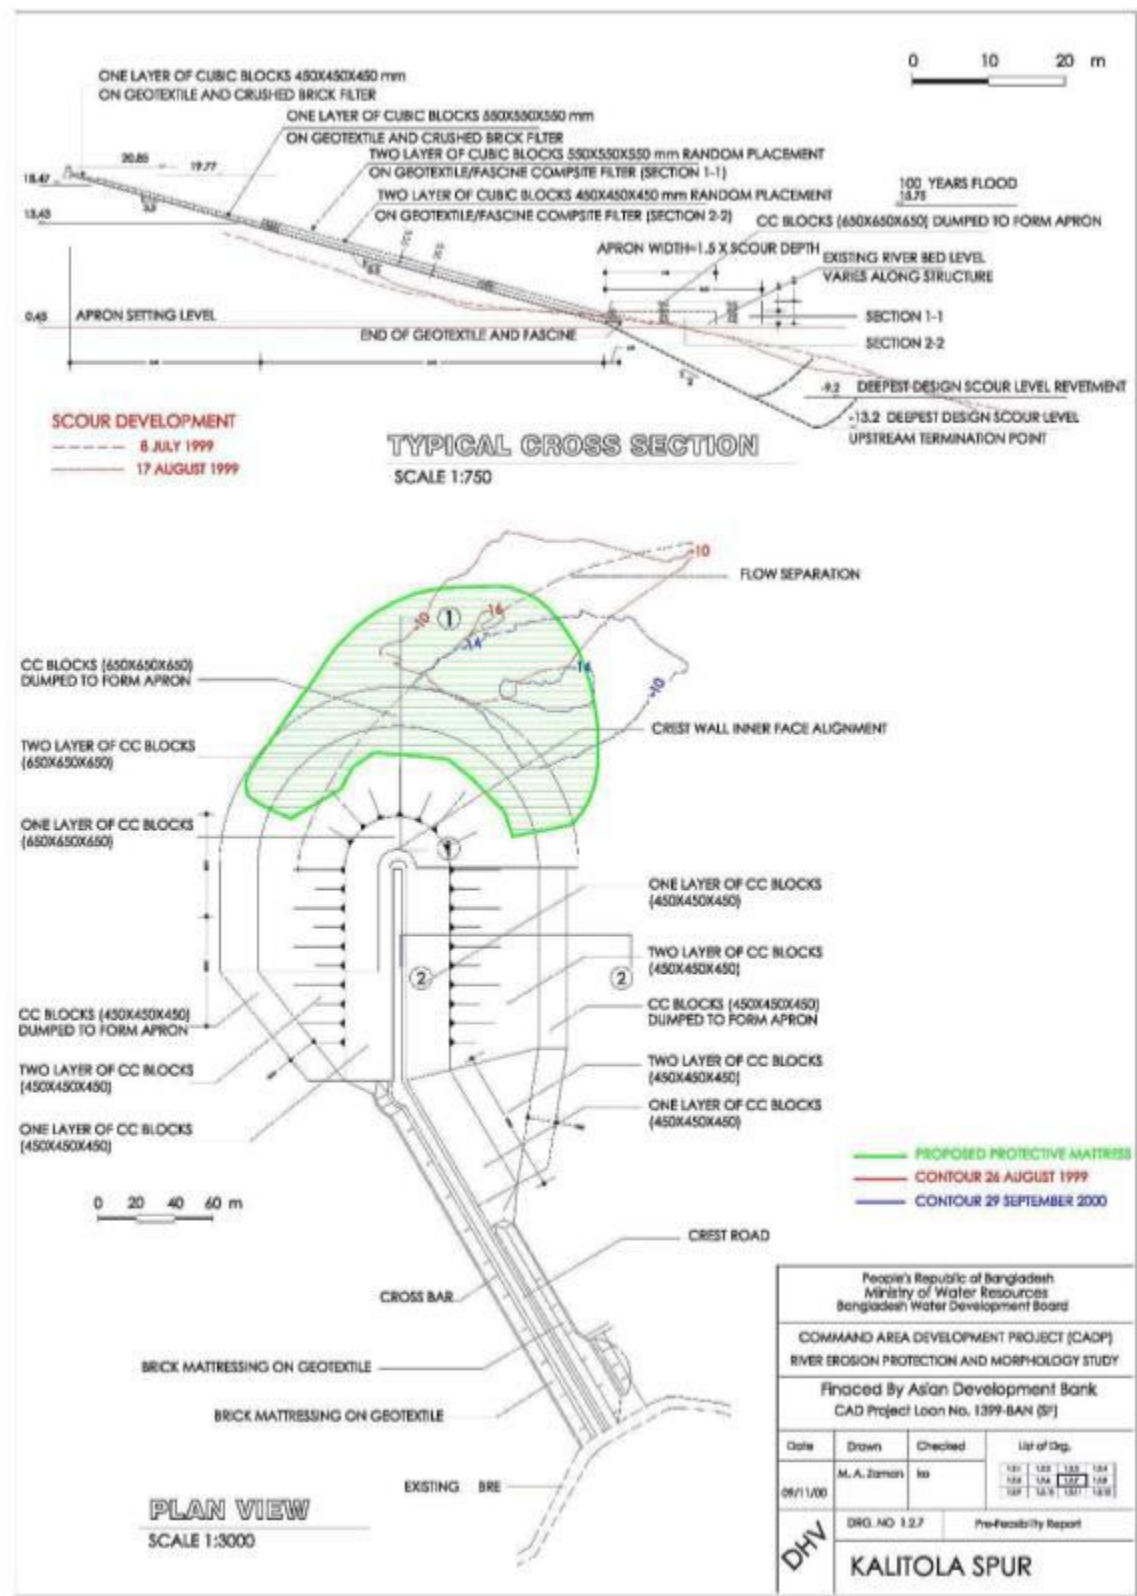 0 10 20 m
ONE LAYER OF CUBIC BLOCKS 450X450X450 mm
ON GEOTEXTILE AND CRUSHED BRICK FILTER
ONE LAYER OF CUBIC BLOCKS 550X550X550 mm
ON GEOTEXTILE AND CRUSHED BRICK FILTER
TWO LAYER OF CUBIC BLOCKS 550X550X550 mm RANDOM PLACEMENT
ON GEOTEXTILE/FASCINE COMPSITE FILTER (SECTION 1-1)
TWO LAYER OF CUBIC BLOCKS 450X450X450 mm RANDOM PLACEMENT
ON GEOTEXTILE/FASCINE COMPSITE FILTER (SECTION 2-2)
20.85
19.77
100 YEARS FLOOD
CC BLOCKS (650X650X650) DUMPED TO FORM APRON
APRON WIDTH=1.5 X SCOUR DEPTH
EXISTING RIVER BED LEVEL
VARIES ALONG STRUCTURE
APRON SETTING LEVEL
END OF GEOTEXTILE AND FASCINE
SECTION 1-1
SECTION 2-2
-9.2 DEEPEST DESIGN SCOUR LEVEL REVETMENT
-13.2 DEEPEST DESIGN SCOUR LEVEL
UPSTREAM TERMINATION POINT
SCOUR DEVELOPMENT
8 JULY 1999
17 AUGUST 1999
TYPICAL CROSS SECTION
SCALE 1:750
-10
FLOW SEPARATION
-10
1
-16
-14
-14
-10
CC BLOCKS (650X650X650)
DUMPED TO FORM APRON
CREST WALL INNER FACE ALIGNMENT
TWO LAYER OF CC BLOCKS
(650X650X650)
ONE LAYER OF CC BLOCKS
(650X650X650)
1
ONE LAYER OF CC BLOCKS
(450X450X450)
TWO LAYER OF CC BLOCKS
(450X450X450)
2
2
CC BLOCKS (450X450X450)
DUMPED TO FORM APRON
CC BLOCKS (450X450X450)
DUMPED TO FORM APRON
TWO LAYER OF CC BLOCKS
(450X450X450)
TWO LAYER OF CC BLOCKS
(450X450X450)
ONE LAYER OF CC BLOCKS
(450X450X450)
ONE LAYER OF CC BLOCKS
(450X450X450)
PROPOSED PROTECTIVE MATTRESS
CONTOUR 26 AUGUST 1999
CONTOUR 29 SEPTEMBER 2000
0 20 40 60 m
CREST ROAD
CROSS BAR
BRICK MATTRESSING ON GEOTEXTILE
BRICK MATTRESSING ON GEOTEXTILE
EXISTING BRE
PLAN VIEW
SCALE 1:3000
People's Republic of Bangladesh
Ministry of Water Resources
Bangladesh Water Development Board
COMMAND AREA DEVELOPMENT PROJECT (CADP)
RIVER EROSION PROTECTION AND MORPHOLOGY STUDY
Finaced By Asian Development Bank
CAD Project Loan No. 1399-BAN (SF)
Date Drawn Checked List of Drg.
09/11/00 M. A. Zaman
DHV
DRG. NO 1.2.7 Pre-Feasibility Report
KALITOLA SPUR